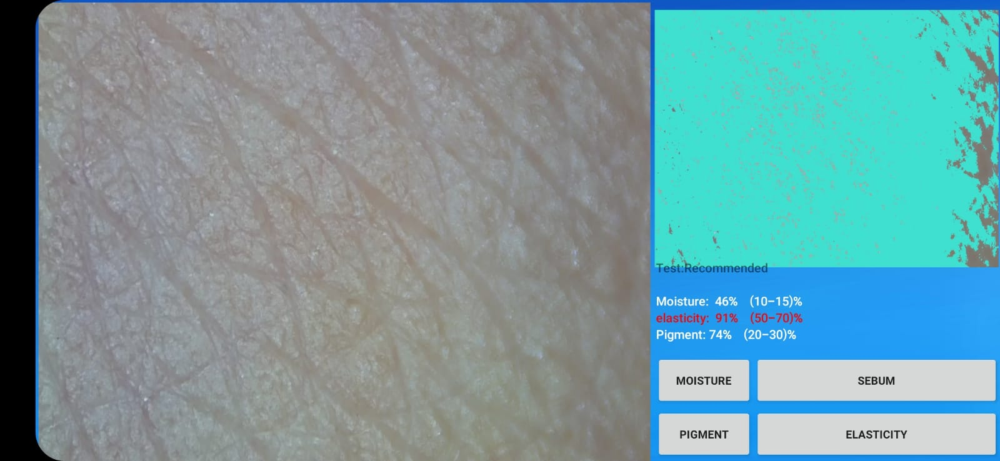 Test:Recommended
Moisture: 46% (10–15)%
elasticity: 91% (50–70)%
Pigment: 74% (20–30)%
MOISTURE
SEBUM
PIGMENT
ELASTICITY